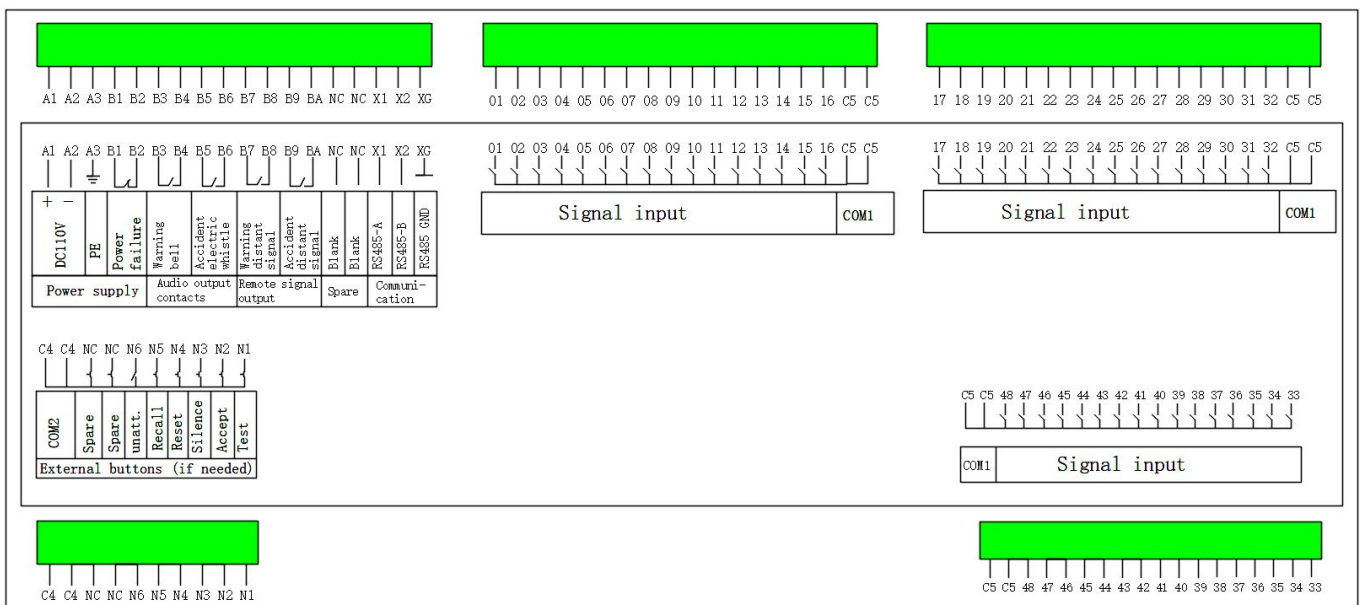 A1 A2 A3 B1 B2 B3 B4 B5 B6 B7 B8 B9 BA NC NC X1 X2 XG
01 02 03 04 05 06 07 08 09 10 11 12 13 14 15 16 C5 C5
17 18 19 20 21 22 23 24 25 26 27 28 29 30 31 32 C5 C5
A1 A2 A3 B1 B2 B3 B4 B5 B6 B7 B8 B9 BA NC NC X1 X2 XG
+ −
DC110V
PE
Power
failure
Warning
bell
Accident
electric
whistle
Warning
distant
signal
Accident
distant
signal
Blank
Blank
RS485-A
RS485-B
RS485 GND
Power supply
Audio output
contacts
Remote signal
output
Spare
Communi-
cation
01 02 03 04 05 06 07 08 09 10 11 12 13 14 15 16 C5 C5
Signal input
COM1
17 18 19 20 21 22 23 24 25 26 27 28 29 30 31 32 C5 C5
Signal input
COM1
C4 C4 NC NC N6 N5 N4 N3 N2 N1
COM2
Spare
Spare
unatt.
Recall
Reset
Silence
Accept
Test
External buttons (if needed)
C5 C5 48 47 46 45 44 43 42 41 40 39 38 37 36 35 34 33
COM1
Signal input
C4 C4 NC NC N6 N5 N4 N3 N2 N1
C5 C5 48 47 46 45 44 43 42 41 40 39 38 37 36 35 34 33